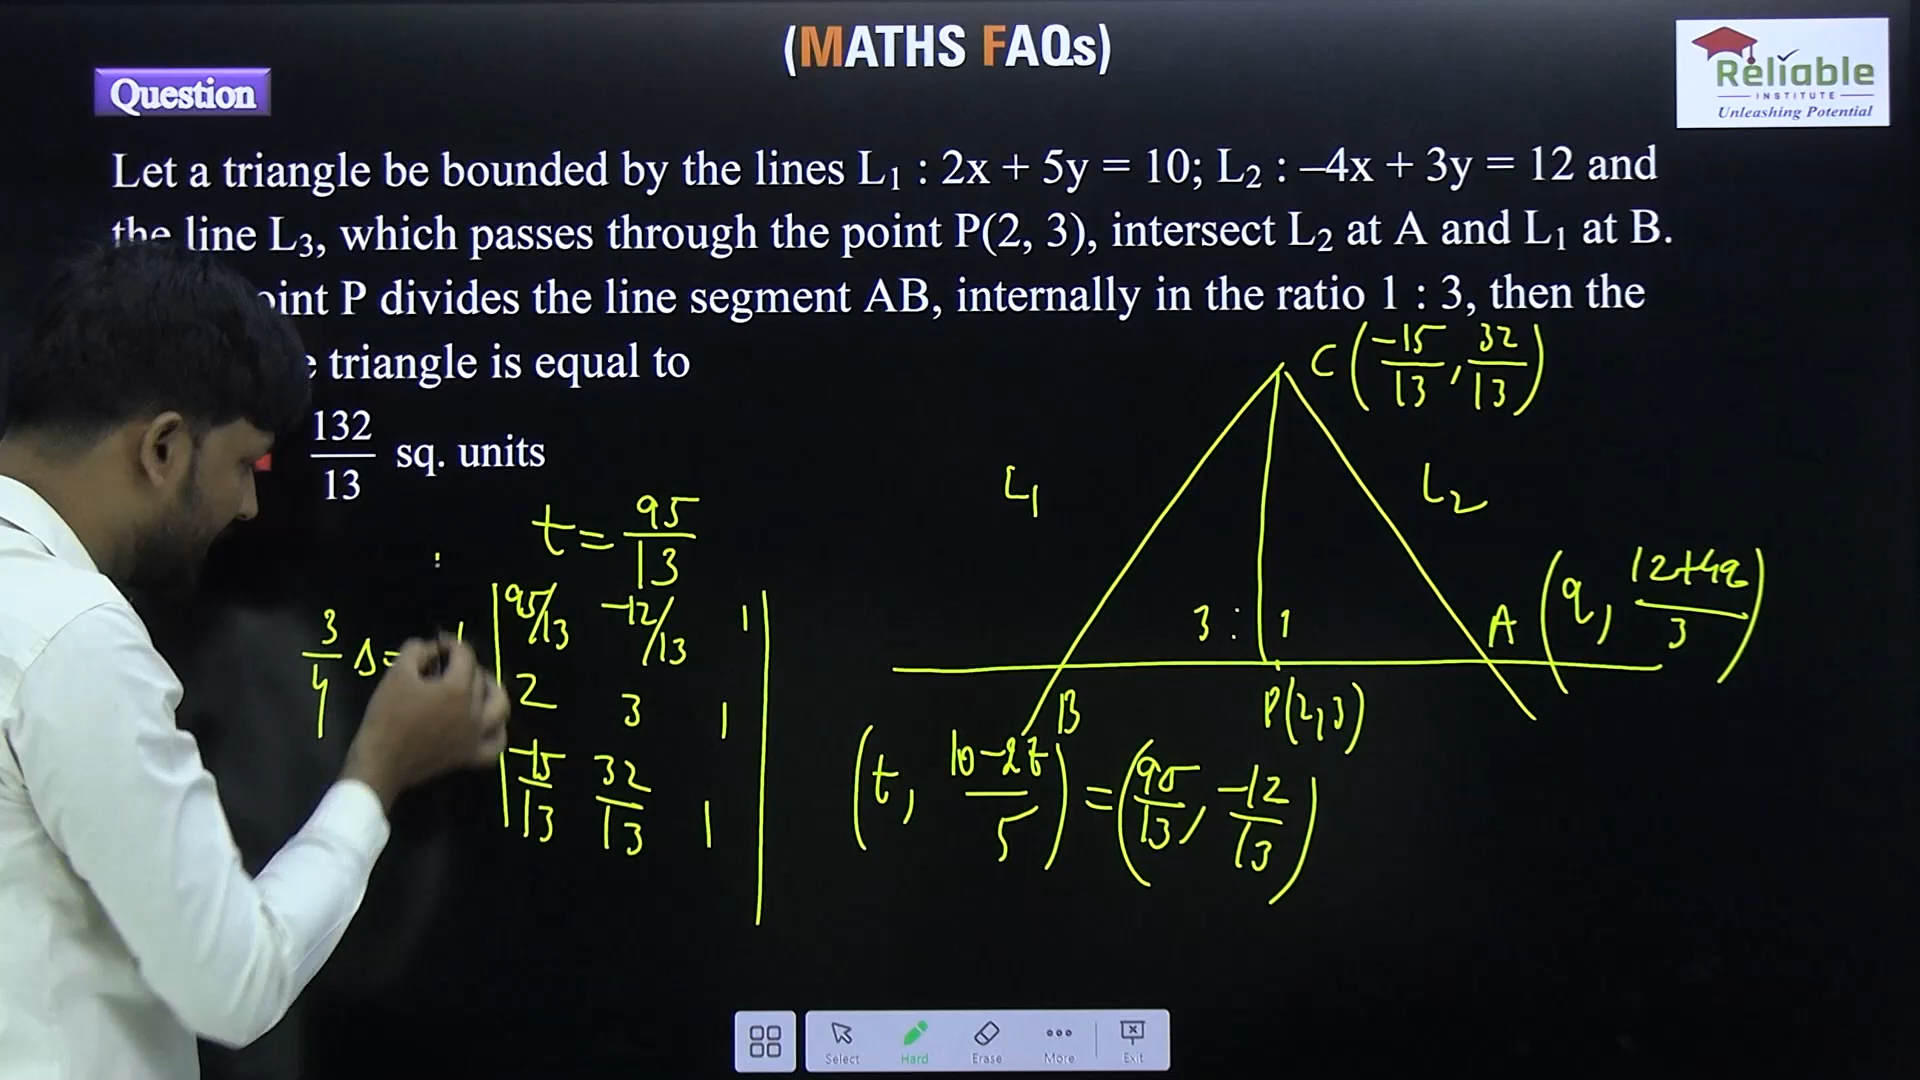 (MATHS FAQs)
Reliable
INSTITUTE
Unleashing Potential
Question
Let a triangle be bounded by the lines L₁ : 2x + 5y = 10; L₂ : –4x + 3y = 12 and
the line L₃, which passes through the point P(2, 3), intersect L₂ at A and L₁ at B.
point P divides the line segment AB, internally in the ratio 1 : 3, then the
triangle is equal to
132/13 sq. units
C (-15/13, 32/13)
L₁
L₂
t = 95/13
3/4 Δ =
95/13 -12/13 1
2 3 1
-15/13 32/13 1
3 : 1
A (q, 12+4q/3)
B
P(2,3)
(t, 10-2t/5) = (95/13, -12/13)
Select
Hard
Erase
More
Exit